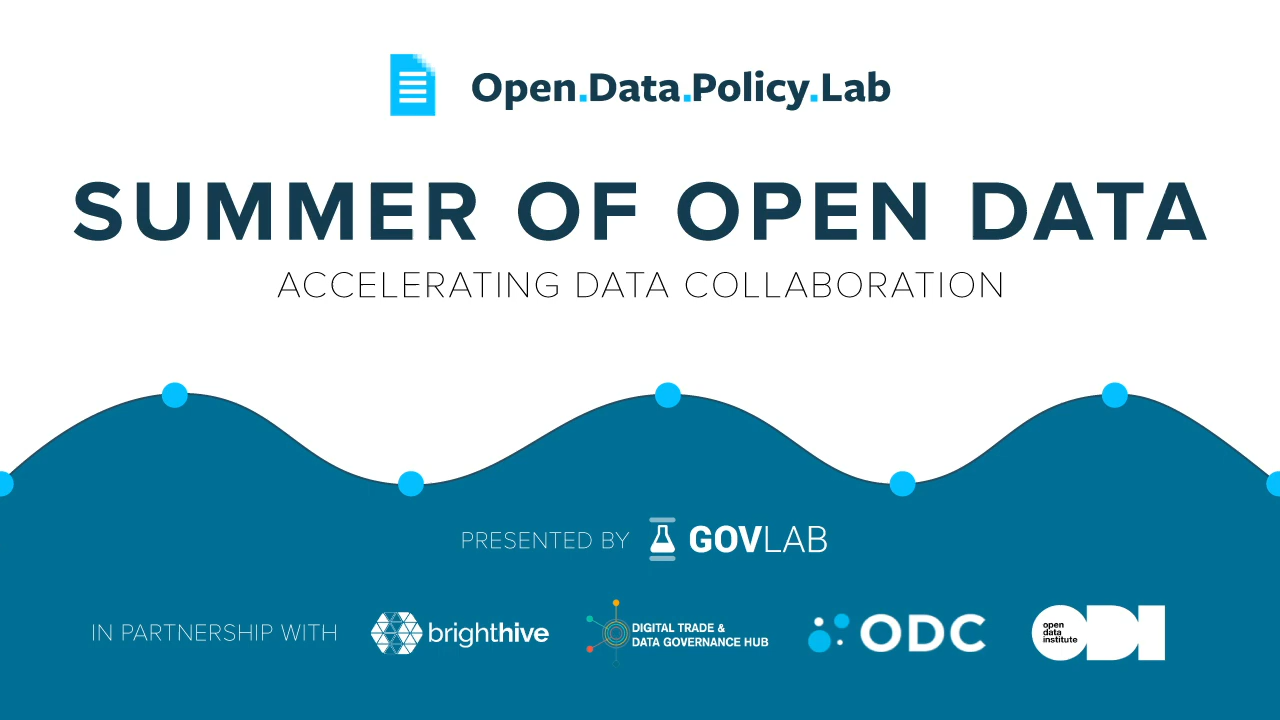 Open.Data.Policy.Lab
SUMMER OF OPEN DATA
ACCELERATING DATA COLLABORATION
PRESENTED BY GOVLAB
IN PARTNERSHIP WITH
brighthive
DIGITAL TRADE &
DATA GOVERNANCE HUB
ODC
open
data
institute
ODI